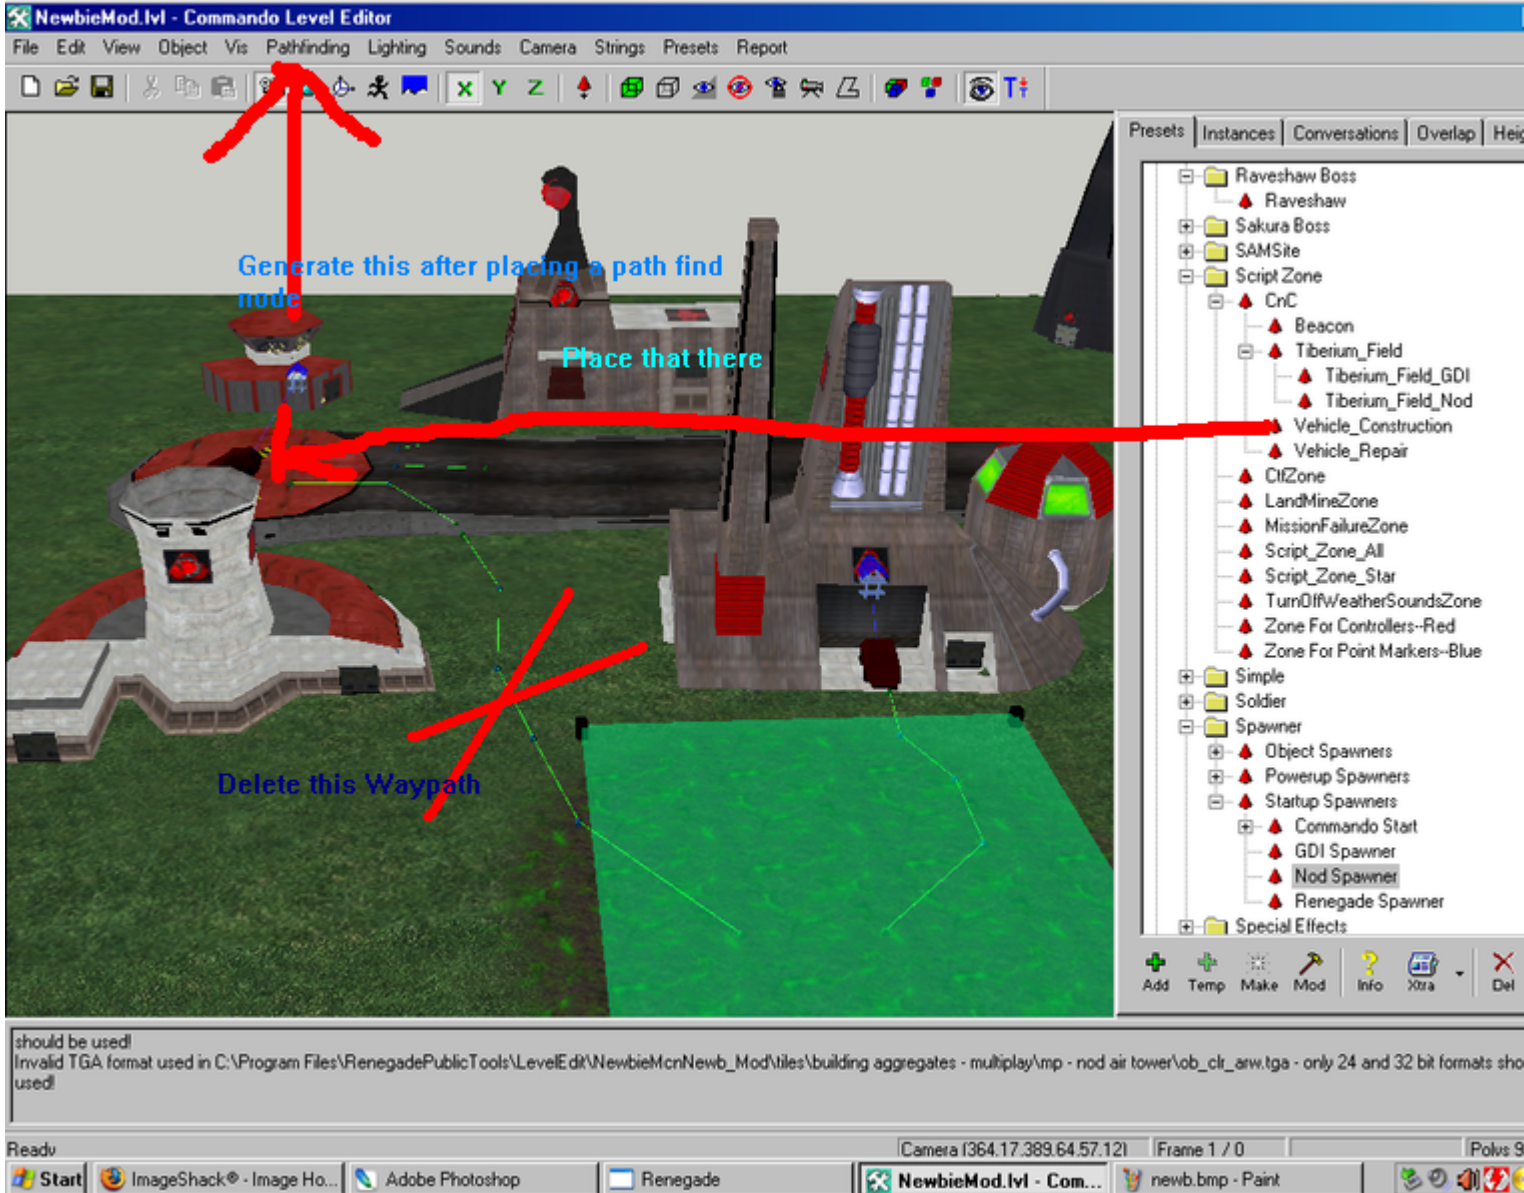 NewbieMod.lvl - Commando Level Editor
File Edit View Object Vis Pathfinding Lighting Sounds Camera Strings Presets Report
X Y Z
Presets Instances Conversations Overlap
Raveshaw Boss
Raveshaw
Sakura Boss
SAMSite
Script Zone
CnC
Beacon
Tiberium_Field
Tiberium_Field_GDI
Tiberium_Field_Nod
Vehicle_Construction
Vehicle_Repair
CtfZone
LandMineZone
MissionFailureZone
Script_Zone_All
Script_Zone_Star
TurnOffWeatherSoundsZone
Zone For Controllers--Red
Zone For Point Markers--Blue
Simple
Soldier
Spawner
Object Spawners
Powerup Spawners
Startup Spawners
Commando Start
GDI Spawner
Nod Spawner
Renegade Spawner
Special Effects
Add Temp Make Mod Info Xtra Del
Generate this after placing a path find
node
Place that there
Delete this Waypath
should be used!
Invalid TGA format used in C:\Program Files\RenegadePublicTools\LevelEdit\NewbieMcnNewb_Mod\tiles\building aggregates - multiplay\mp - nod air tower\ob_clr_arw.tga - only 24 and 32 bit formats sho
used!
Ready Camera (364.17,389.64,57.12) Frame 1 / 0 Polys 9
Start ImageShack® - Image Ho... Adobe Photoshop Renegade NewbieMod.lvl - Com... newb.bmp - Paint